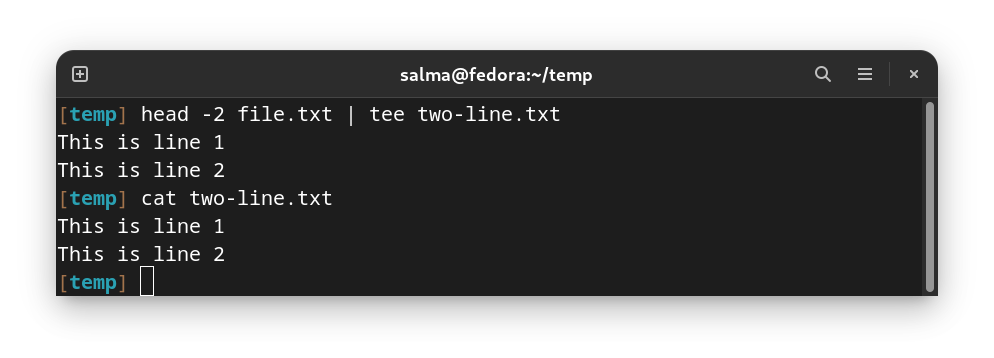 salma@fedora:~/temp
[temp] head -2 file.txt | tee two-line.txt
This is line 1
This is line 2
[temp] cat two-line.txt
This is line 1
This is line 2
[temp]